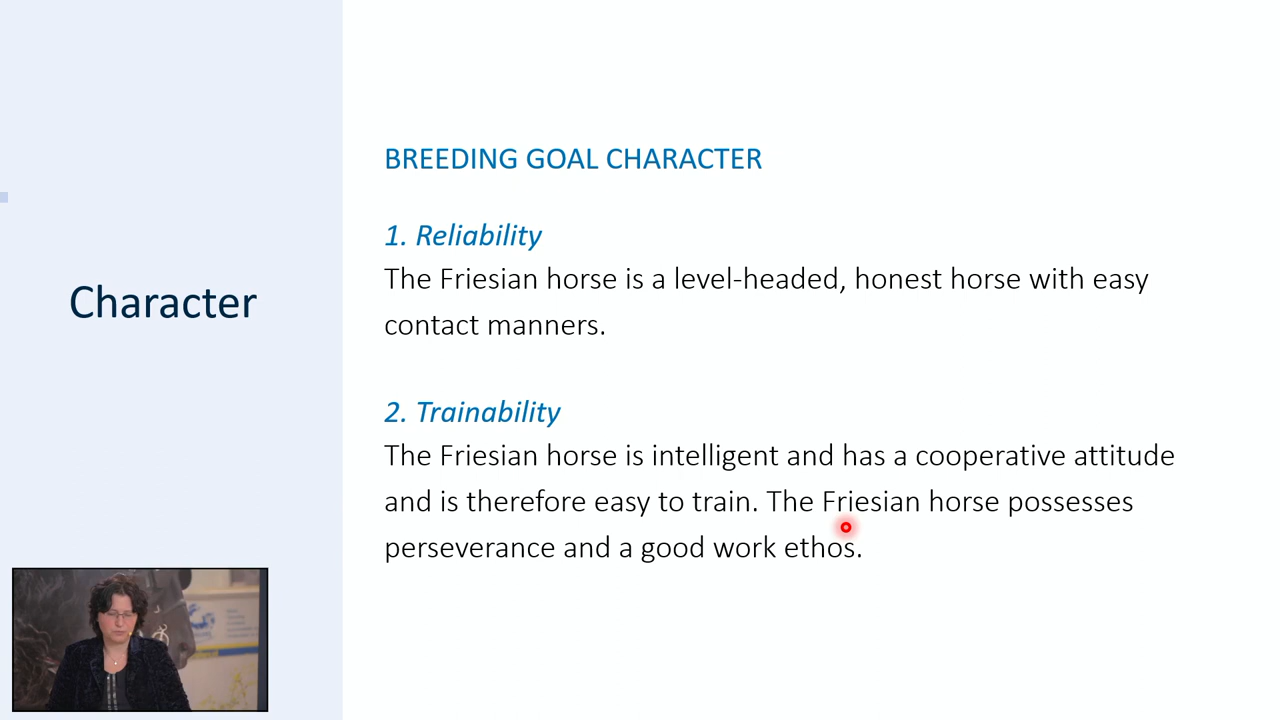 Character
BREEDING GOAL CHARACTER
1. Reliability
The Friesian horse is a level-headed, honest horse with easy
contact manners.
2. Trainability
The Friesian horse is intelligent and has a cooperative attitude
and is therefore easy to train. The Friesian horse possesses
perseverance and a good work ethos.